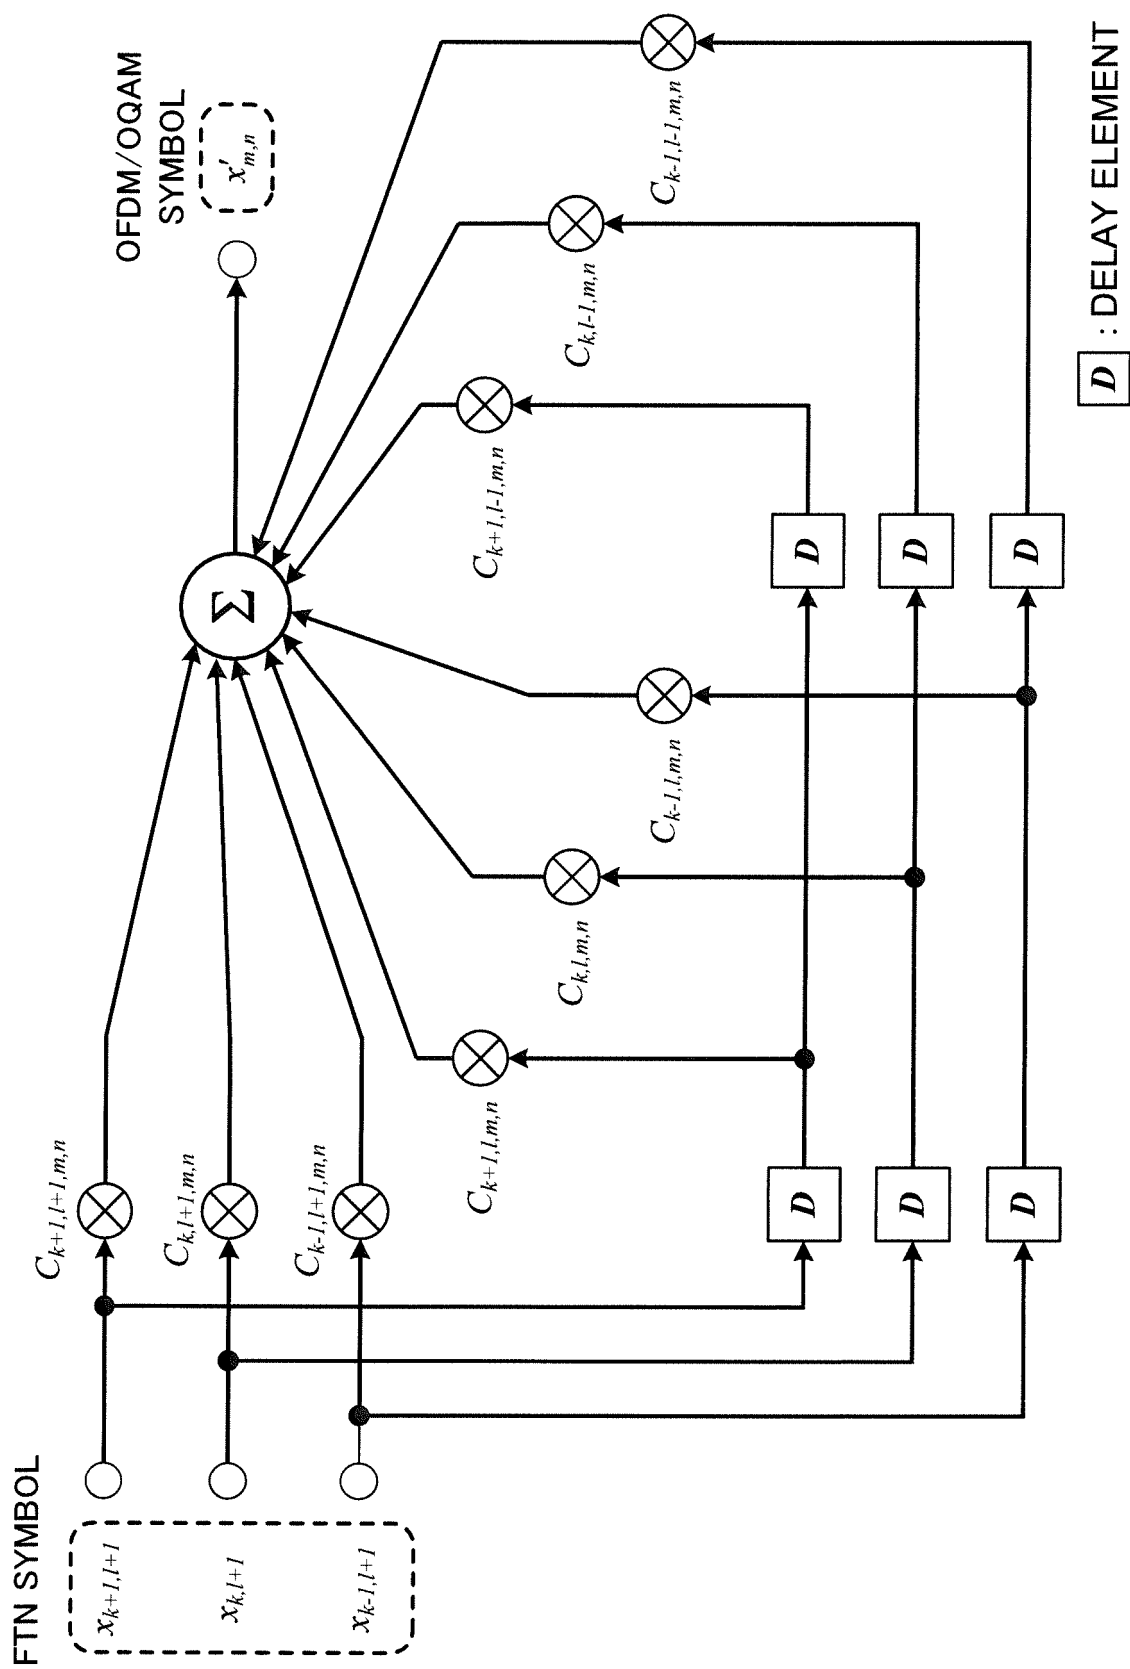 FTN SYMBOL
x_{k+1,l+1}
x_{k,l+1}
x_{k-1,l+1}
C_{k+1,l+1,m,n}
C_{k,l+1,m,n}
C_{k-1,l+1,m,n}
C_{k+1,l,m,n}
C_{k,l,m,n}
C_{k-1,l,m,n}
C_{k+1,l-1,m,n}
C_{k,l-1,m,n}
C_{k-1,l-1,m,n}
D
D
D
D
D
D
Σ
OFDM/OQAM
SYMBOL
x'_{m,n}
D : DELAY ELEMENT